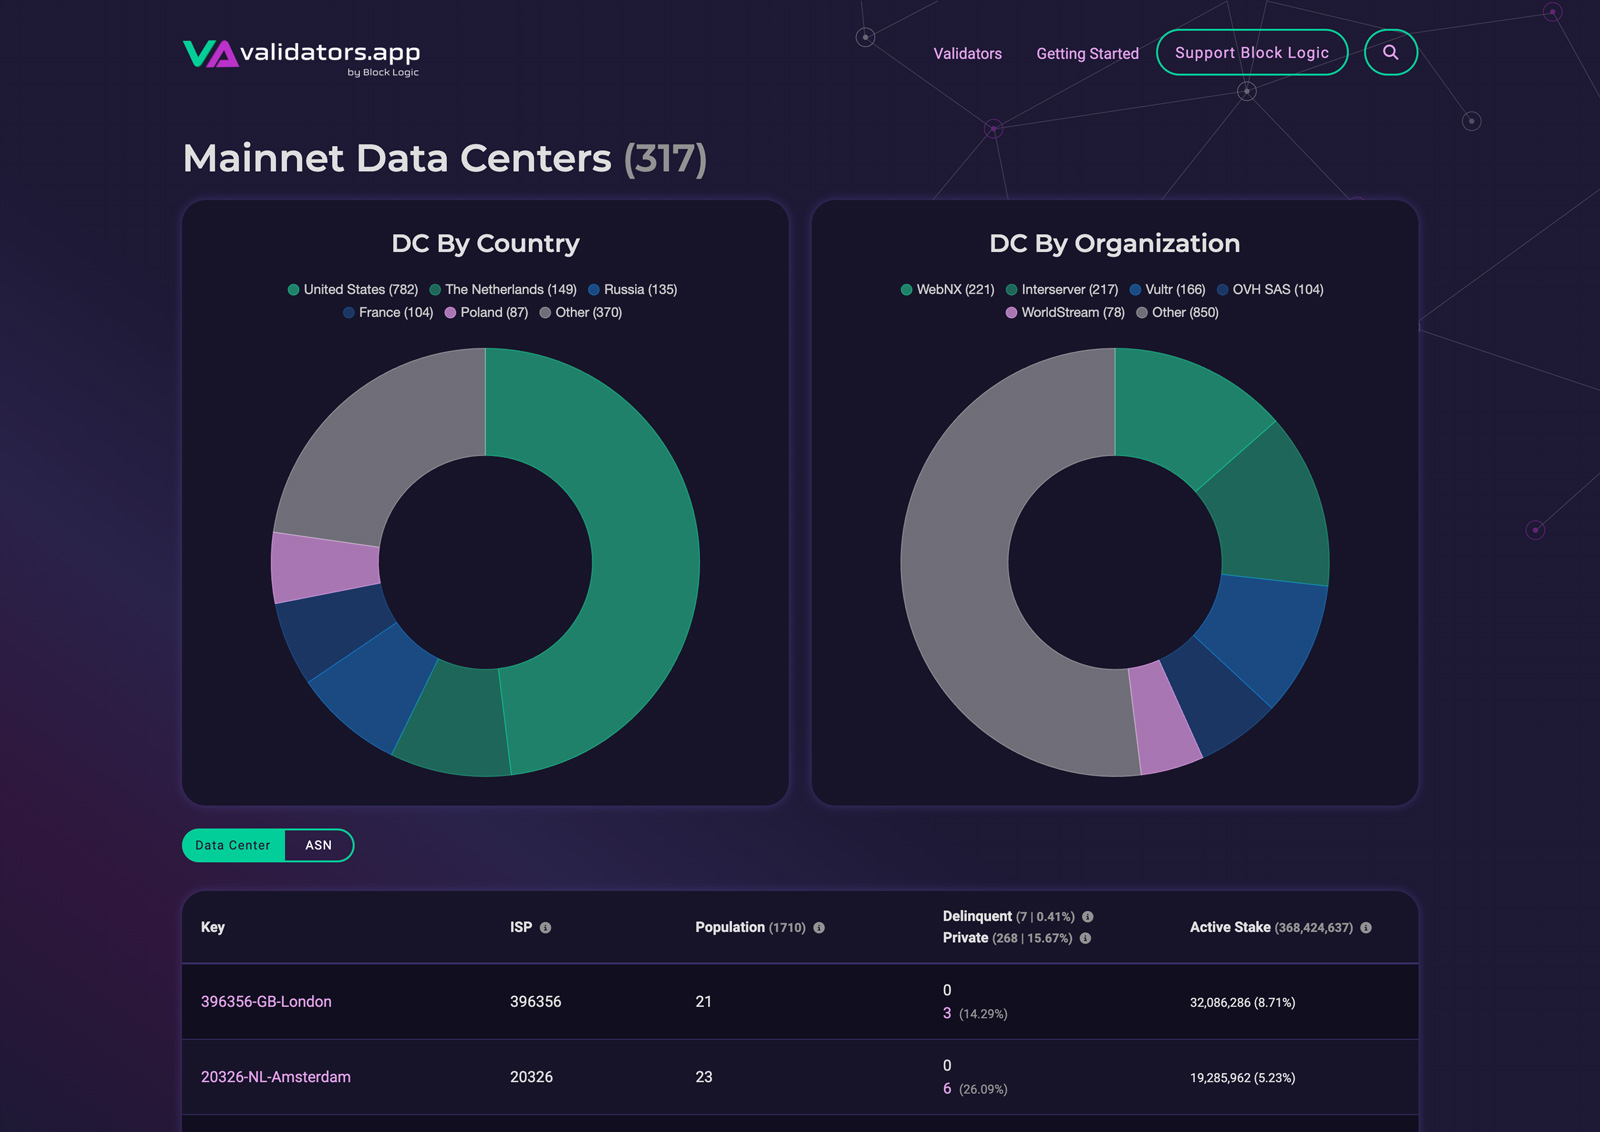 VA validators.app
by Block Logic
Validators
Getting Started
Support Block Logic
Mainnet Data Centers (317)
DC By Country
United States (782) The Netherlands (149) Russia (135)
France (104) Poland (87) Other (370)
DC By Organization
WebNX (221) Interserver (217) Vultr (166) OVH SAS (104)
WorldStream (78) Other (850)
Data Center ASN
Key
ISP
Population (1710)
Delinquent (7 | 0.41%)
Private (268 | 15.67%)
Active Stake (368,424,637)
396356-GB-London
396356
21
0
3 (14.29%)
32,086,286 (8.71%)
20326-NL-Amsterdam
20326
23
0
6 (26.09%)
19,285,962 (5.23%)